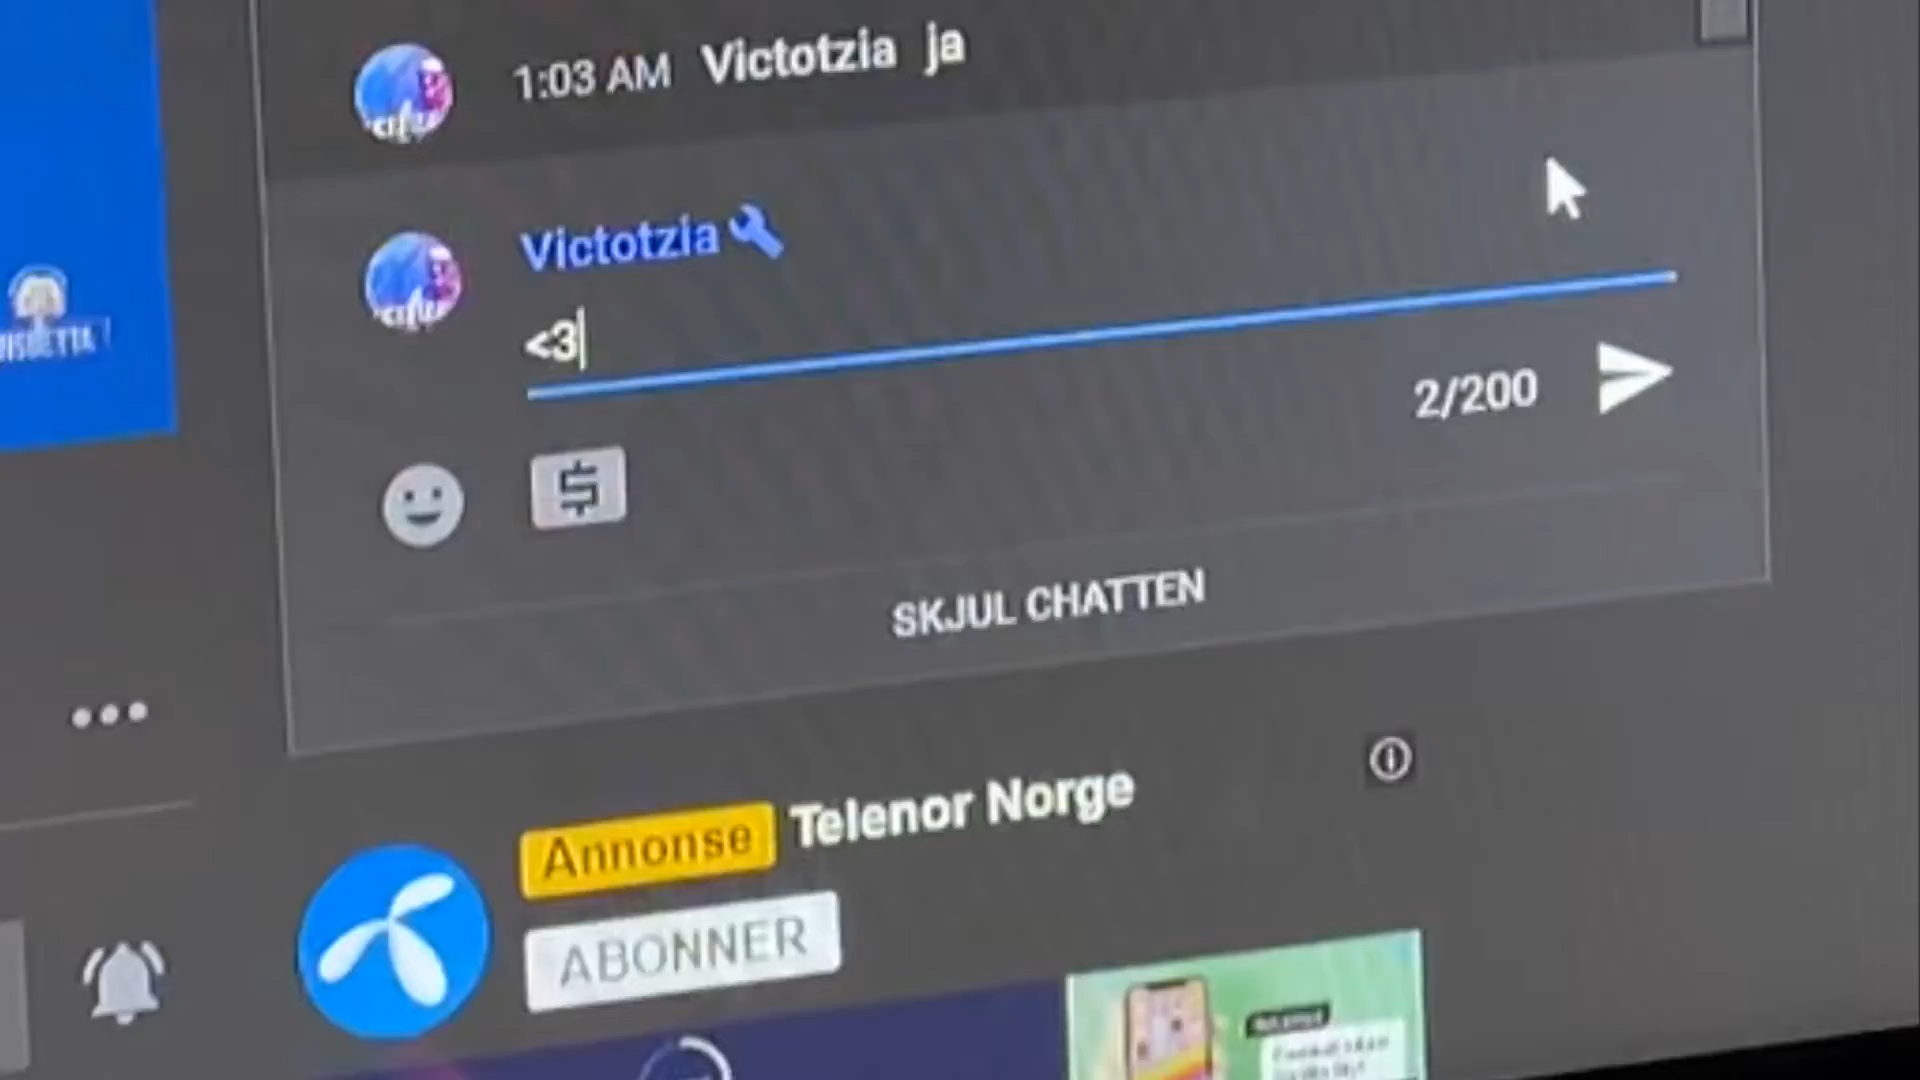 1:03 AM Victotzia ja
Victotzia
<3
2/200
SKJUL CHATTEN
Annonse Telenor Norge
ABONNER